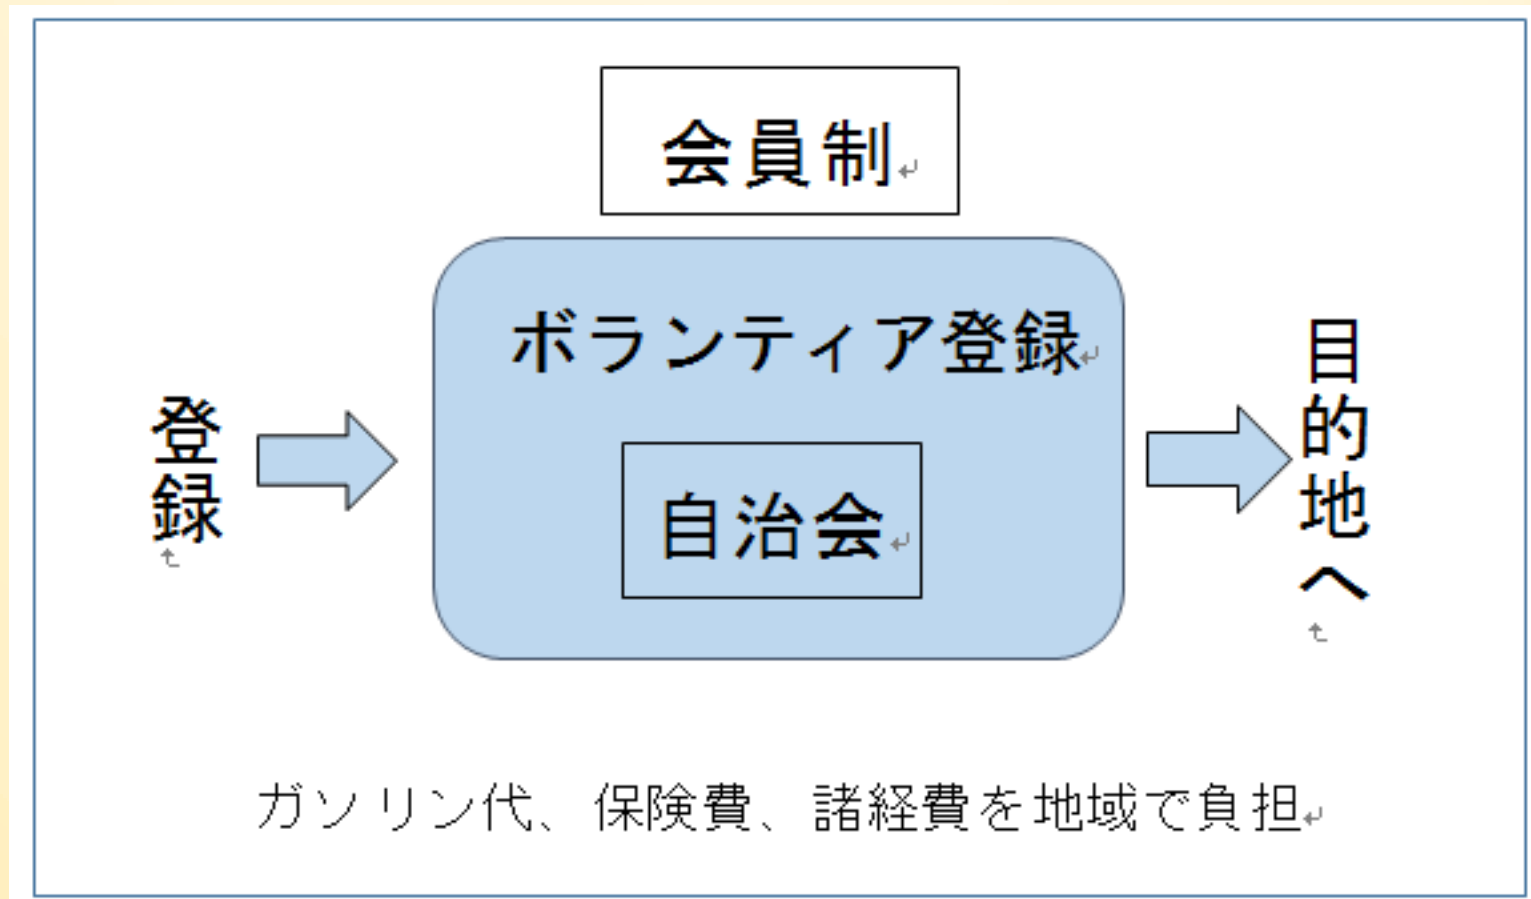 会員制
ボランティア登録
登録
自治会
目的地へ
ガソリン代、保険費、諸経費を地域で負担